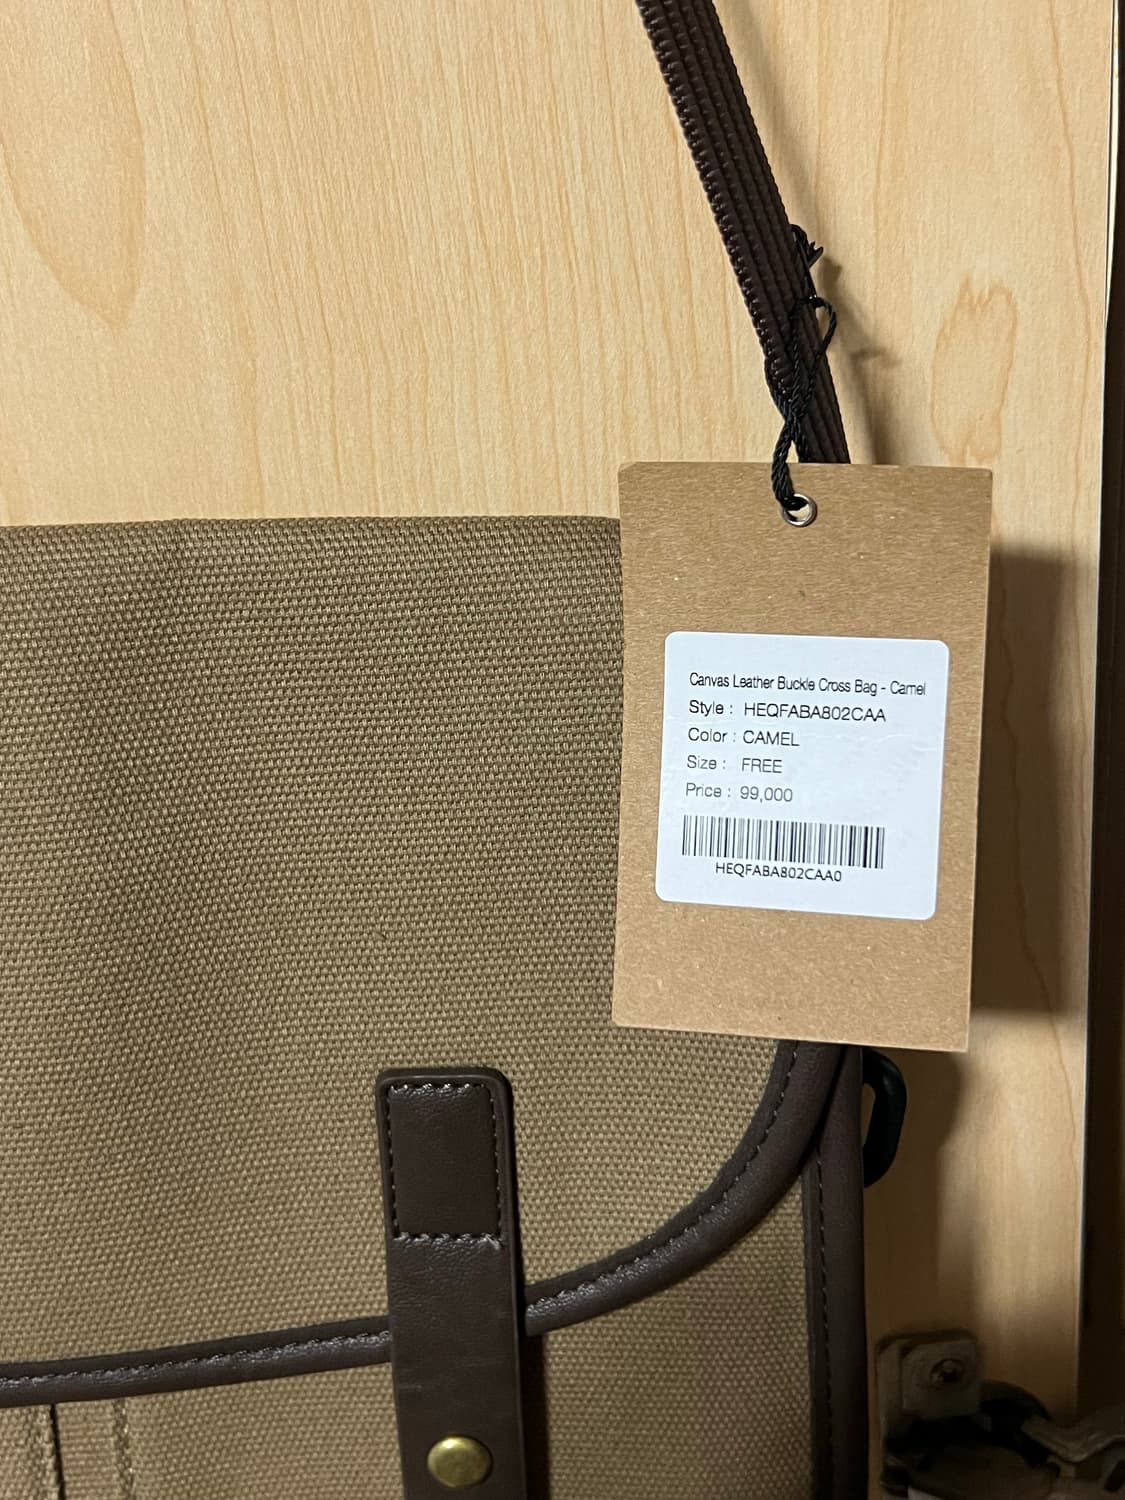 Canvas Leather Buckle Cross Bag - Camel
Style : HEQFABA802CAA
Color : CAMEL
Size : FREE
Price : 99,000
HEQFABA802CAA0